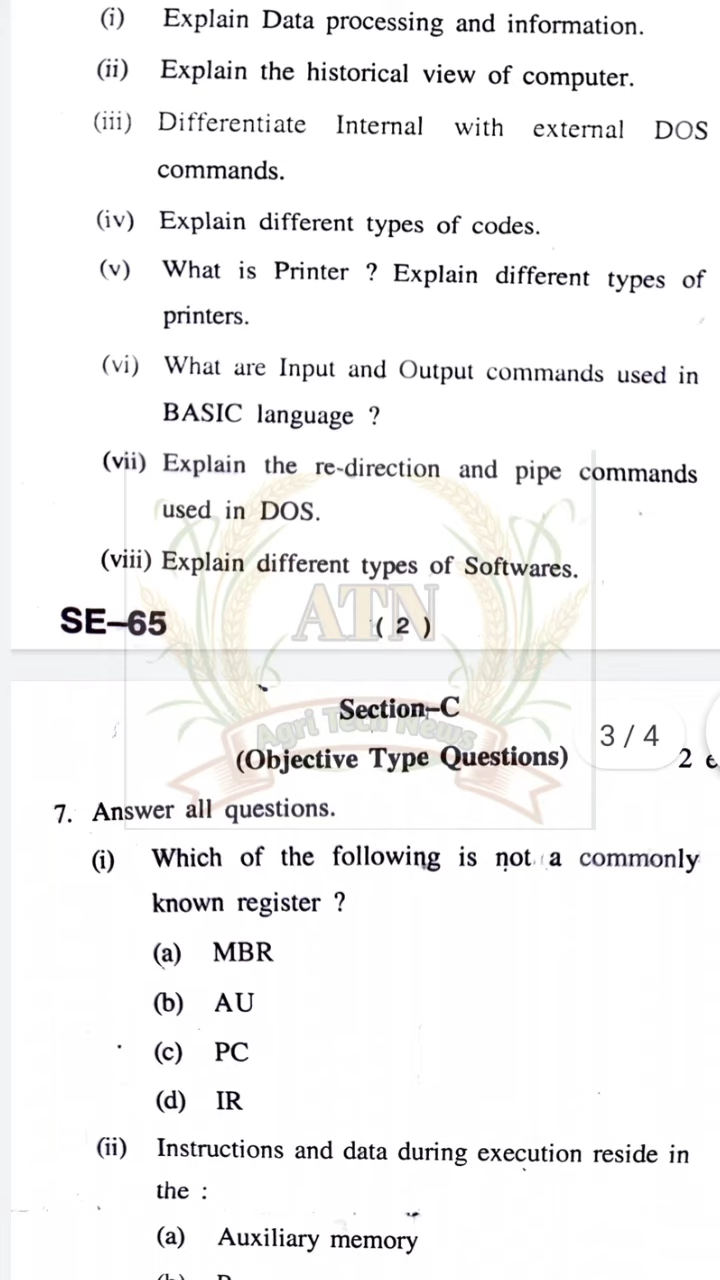 (i) Explain Data processing and information.
(ii) Explain the historical view of computer.
(iii) Differentiate Internal with external DOS
commands.
(iv) Explain different types of codes.
(v) What is Printer ? Explain different types of
printers.
(vi) What are Input and Output commands used in
BASIC language ?
(vii) Explain the re-direction and pipe commands
used in DOS.
(viii) Explain different types of Softwares.
ATN
SE–65 ( 2 )
Agri Tech News
Section–C
3 / 4
(Objective Type Questions) 2 e
7. Answer all questions.
(i) Which of the following is not a commonly
known register ?
(a) MBR
(b) AU
(c) PC
(d) IR
(ii) Instructions and data during execution reside in
the :
(a) Auxiliary memory